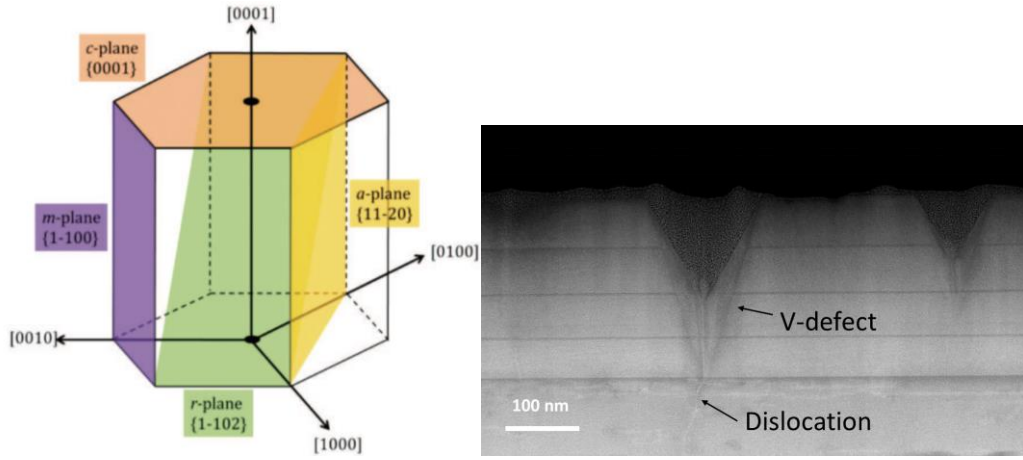 [0001]
c-plane
{0001}
m-plane
{1-100}
a-plane
{11-20}
[0100]
[0010]
r-plane
{1-102}
[1000]
V-defect
100 nm
Dislocation